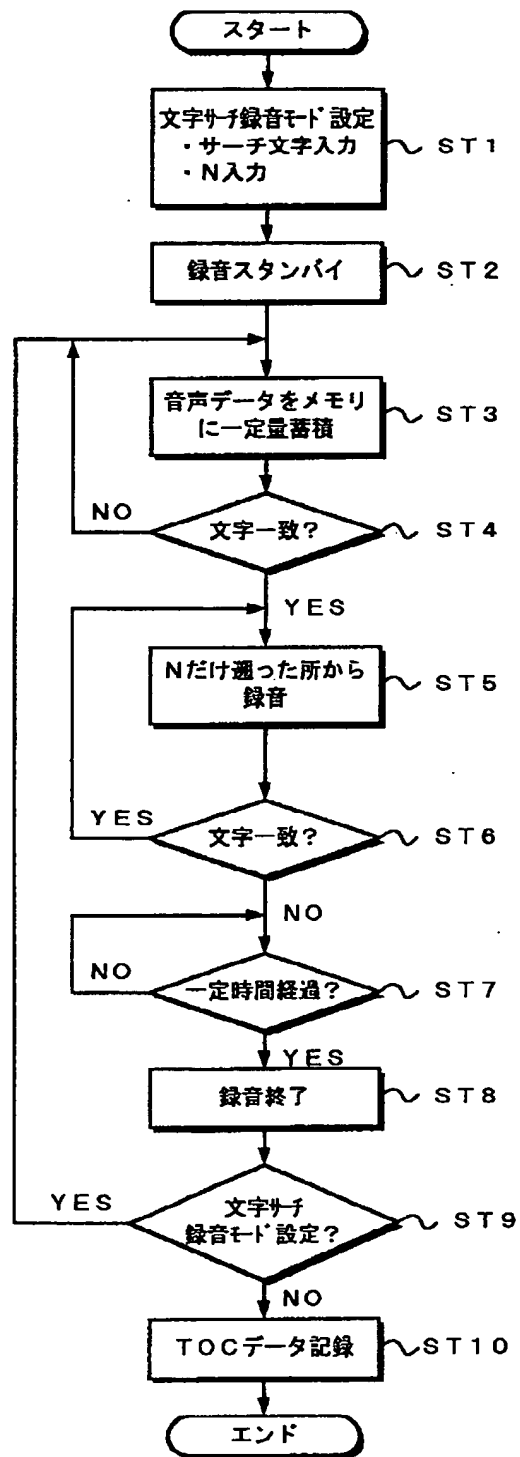 スタート
文字サーチ録音モード設定
・サーチ文字入力
・N入力
ST1
録音スタンバイ
ST2
音声データをメモリ
に一定量蓄積
ST3
NO
文字一致?
ST4
YES
Nだけ遡った所から
録音
ST5
YES
文字一致?
ST6
NO
NO
一定時間経過?
ST7
YES
録音終了
ST8
YES
文字サーチ
録音モード設定?
ST9
NO
TOCデータ記録
ST10
エンド